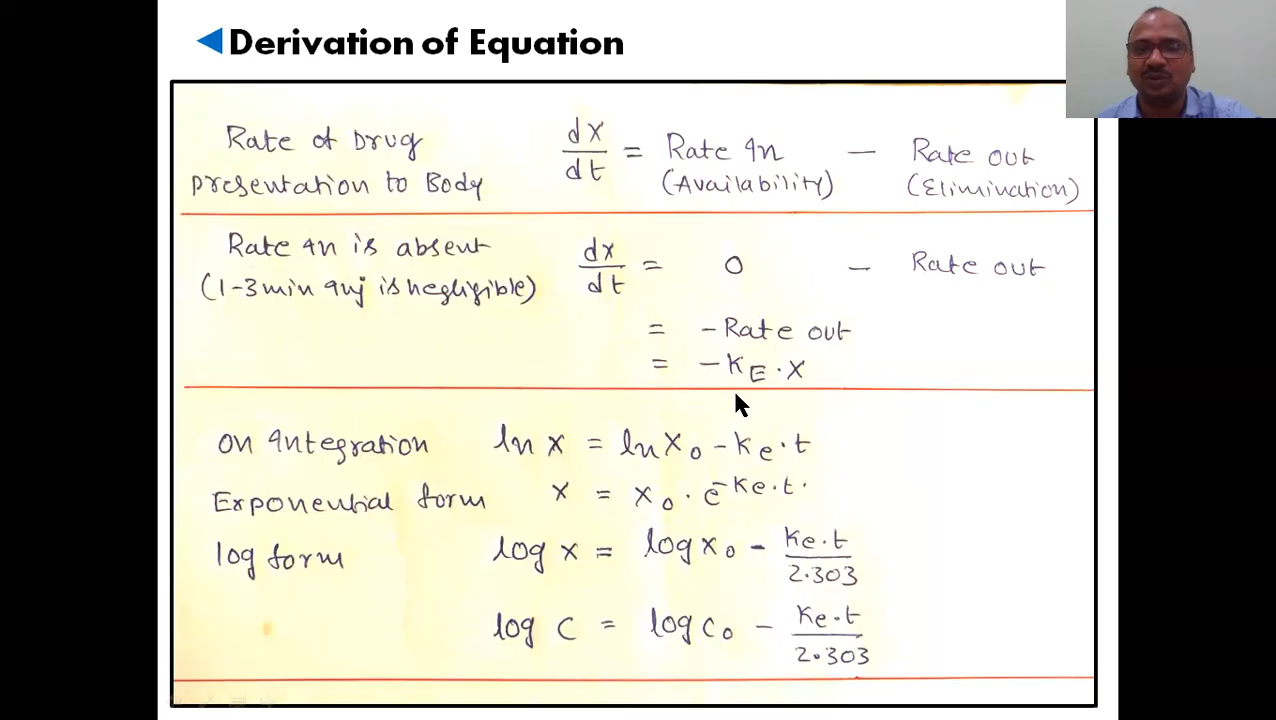 Derivation of Equation
Rate of Drug presentation to Body dx/dt = Rate In (Availability) — Rate out (Elimination)
Rate In is absent (1-3 min Inj is negligible) dx/dt = 0 — Rate out
= - Rate out
= - KE · X
On Integration ln x = ln X0 - Ke · t
Exponential form x = x0 · e^-Ke·t·
log form log x = log x0 - Ke·t/2.303
log C = log C0 - Ke·t/2.303